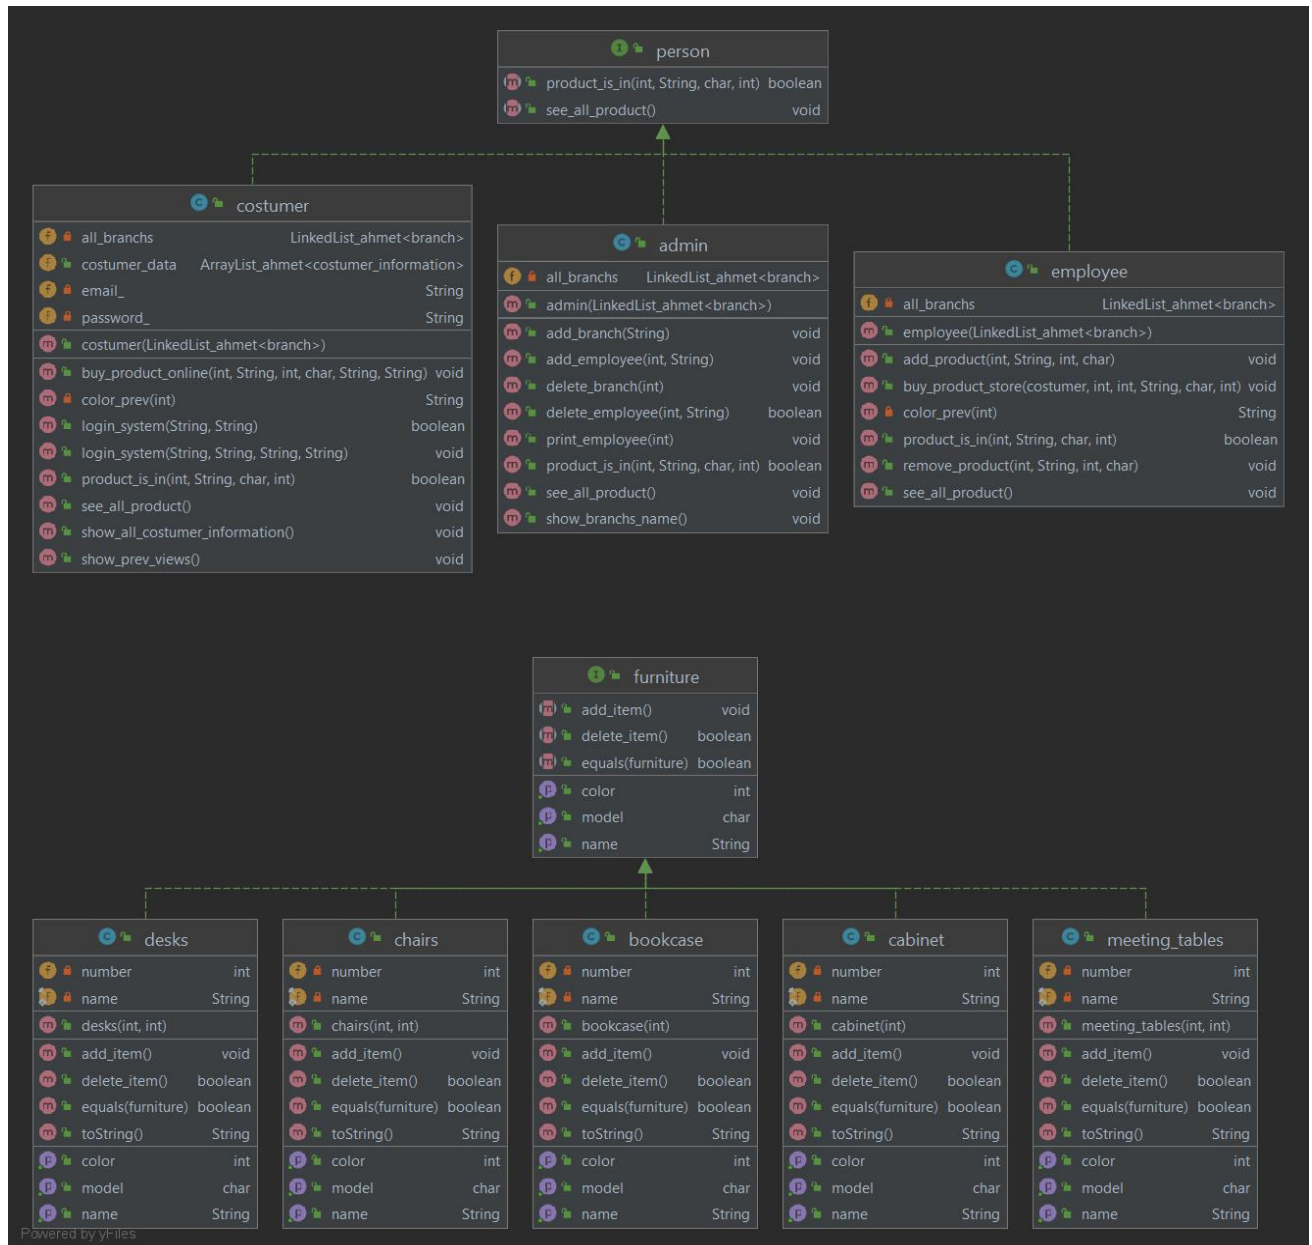 person
product_is_in(int, String, char, int) boolean
see_all_product() void
costumer
all_branchs LinkedList_ahmet<branch>
costumer_data ArrayList_ahmet<costumer_information>
email_ String
password_ String
costumer(LinkedList_ahmet<branch>)
buy_product_online(int, String, int, char, String, String) void
color_prev(int) String
login_system(String, String) boolean
login_system(String, String, String, String) void
product_is_in(int, String, char, int) boolean
see_all_product() void
show_all_costumer_information() void
show_prev_views() void
admin
all_branchs LinkedList_ahmet<branch>
admin(LinkedList_ahmet<branch>)
add_branch(String) void
add_employee(int, String) void
delete_branch(int) void
delete_employee(int, String) boolean
print_employee(int) void
product_is_in(int, String, char, int) boolean
see_all_product() void
show_branchs_name() void
employee
all_branchs LinkedList_ahmet<branch>
employee(LinkedList_ahmet<branch>)
add_product(int, String, int, char) void
buy_product_store(costumer, int, int, String, char, int) void
color_prev(int) String
product_is_in(int, String, char, int) boolean
remove_product(int, String, int, char) void
see_all_product() void
furniture
add_item() void
delete_item() boolean
equals(furniture) boolean
color int
model char
name String
desks
number int
name String
desks(int, int)
add_item() void
delete_item() boolean
equals(furniture) boolean
toString() String
color int
model char
name String
chairs
number int
name String
chairs(int, int)
add_item() void
delete_item() boolean
equals(furniture) boolean
toString() String
color int
model char
name String
bookcase
number int
name String
bookcase(int)
add_item() void
delete_item() boolean
equals(furniture) boolean
toString() String
color int
model char
name String
cabinet
number int
name String
cabinet(int)
add_item() void
delete_item() boolean
equals(furniture) boolean
toString() String
color int
model char
name String
meeting_tables
number int
name String
meeting_tables(int, int)
add_item() void
delete_item() boolean
equals(furniture) boolean
toString() String
color int
model char
name String
Powered by yFiles